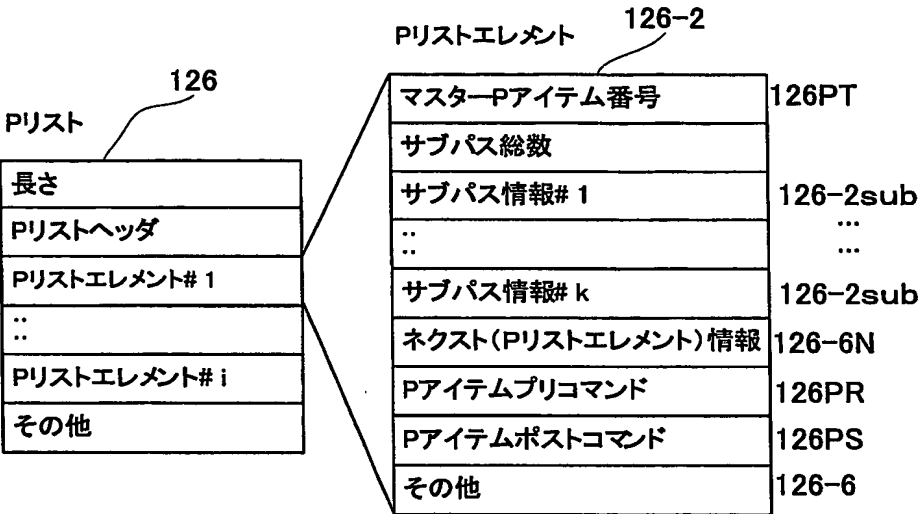 126
Pリスト
長さ
Pリストヘッダ
Pリストエレメント#1
::
Pリストエレメント#i
その他
126-2
Pリストエレメント
マスターPアイテム番号 126PT
サブパス総数
サブパス情報#1 126-2sub
:: …
…
サブパス情報#k 126-2sub
ネクスト(Pリストエレメント)情報 126-6N
Pアイテムプリコマンド 126PR
Pアイテムポストコマンド 126PS
その他 126-6